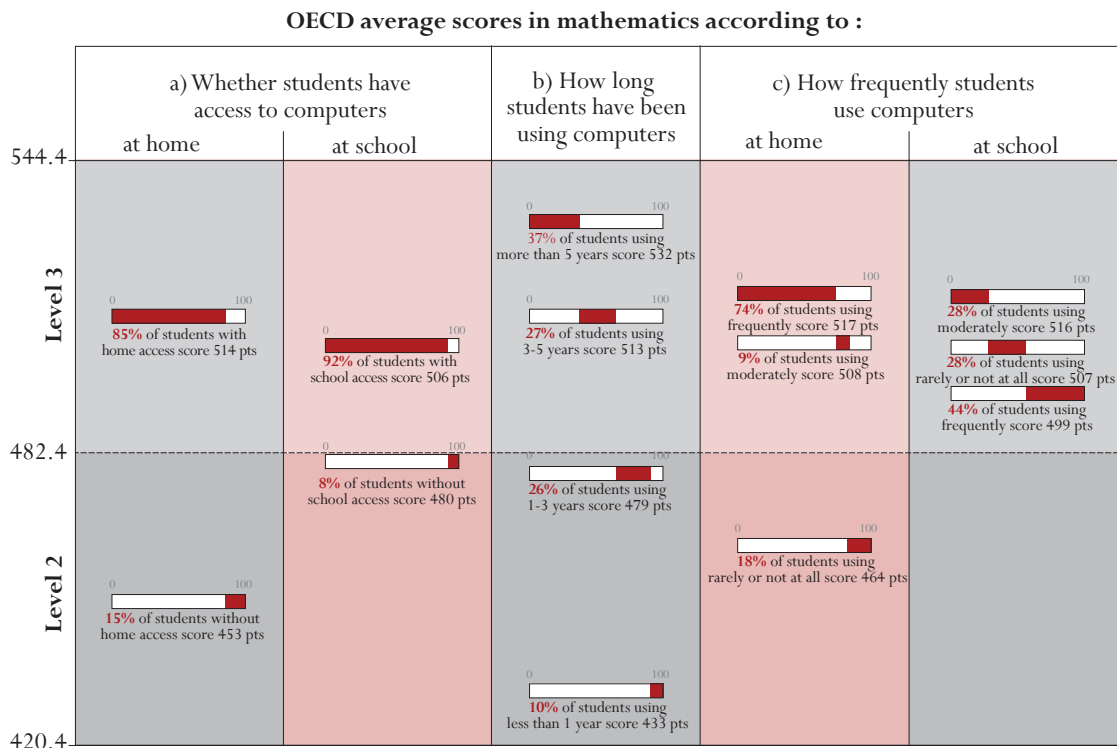 OECD average scores in mathematics according to :
a) Whether students have
access to computers
at home
at school
b) How long
students have been
using computers
c) How frequently students
use computers
at home
at school
544.4
Level 3
482.4
Level 2
420.4
0 100
85% of students with
home access score 514 pts
0 100
15% of students without
home access score 453 pts
0 100
92% of students with
school access score 506 pts
0 100
8% of students without
school access score 480 pts
0 100
37% of students using
more than 5 years score 532 pts
0 100
27% of students using
3-5 years score 513 pts
0 100
26% of students using
1-3 years score 479 pts
0 100
10% of students using
less than 1 year score 433 pts
0 100
74% of students using
frequently score 517 pts
9% of students using
moderately score 508 pts
0 100
18% of students using
rarely or not at all score 464 pts
0 100
28% of students using
moderately score 516 pts
28% of students using
rarely or not at all score 507 pts
44% of students using
frequently score 499 pts